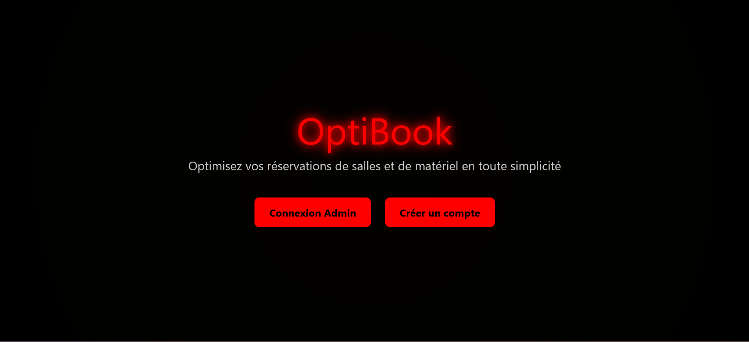 OptiBook
Optimisez vos réservations de salles et de matériel en toute simplicité
Connexion Admin
Créer un compte